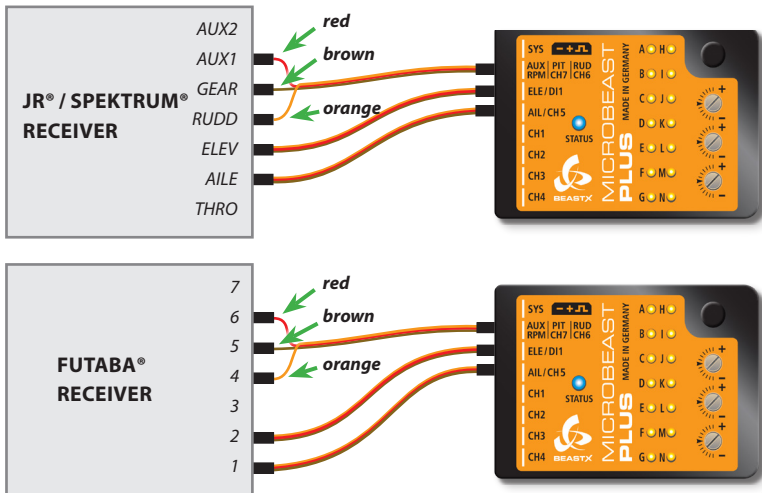 AUX2
AUX1
GEAR
RUDD
ELEV
AILE
THRO
JR® / SPEKTRUM®
RECEIVER
red
brown
orange
SYS
AUX | PIT | RUD
RPM | CH7 | CH6
ELE / DI1
AIL / CH5
CH1
CH2
CH3
CH4
STATUS
BEASTX
MICROBEAST
PLUS
MADE IN GERMANY
A H
B I
C J
D K
E L
F M
G N
+
-
+
-
+
-
7
6
5
4
3
2
1
FUTABA®
RECEIVER
red
brown
orange
SYS
AUX | PIT | RUD
RPM | CH7 | CH6
ELE / DI1
AIL / CH5
CH1
CH2
CH3
CH4
STATUS
BEASTX
MICROBEAST
PLUS
MADE IN GERMANY
A H
B I
C J
D K
E L
F M
G N
+
-
+
-
+
-